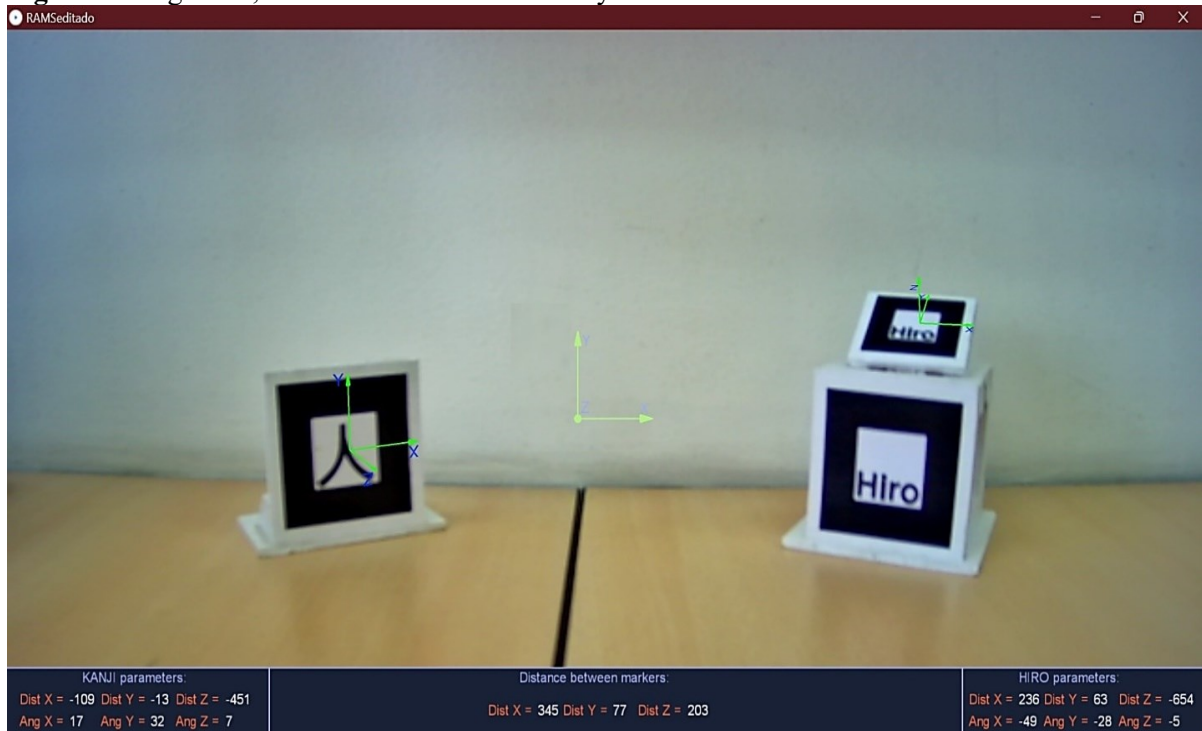 RAMSeditado
Z
X
Hiro
Y
Y
Z
X
人
X
Z
Hiro
KANJI parameters:
Dist X = -109 Dist Y = -13 Dist Z = -451
Ang X = 17 Ang Y = 32 Ang Z = 7
Distance between markers:
Dist X = 345 Dist Y = 77 Dist Z = 203
HIRO parameters:
Dist X = 236 Dist Y = 63 Dist Z = -654
Ang X = -49 Ang Y = -28 Ang Z = -5